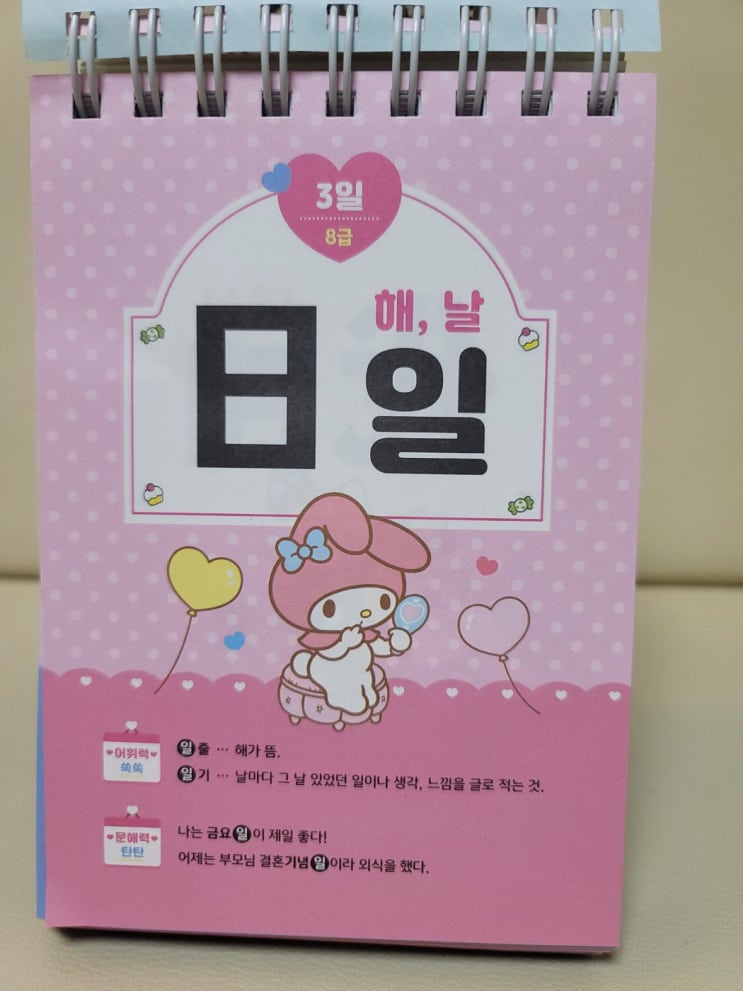 3일
8급
해, 날
日 일
어휘력
쏙쏙
일출 … 해가 뜸.
일기 … 날마다 그 날 있었던 일이나 생각, 느낌을 글로 적는 것.
문해력
탄탄
나는 금요일이 제일 좋다!
어제는 부모님 결혼기념일이라 외식을 했다.